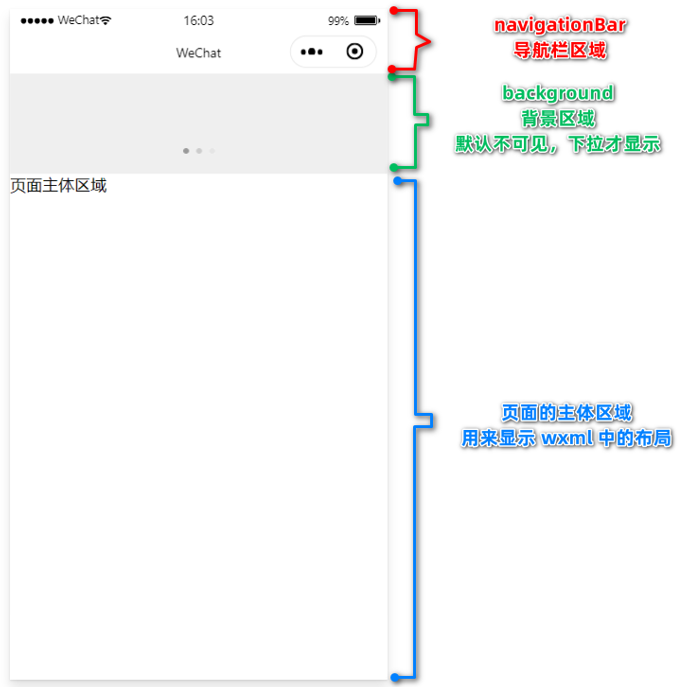 WeChat 16:03 99%
WeChat
页面主体区域
navigationBar
导航栏区域
background
背景区域
默认不可见，下拉才显示
页面的主体区域
用来显示 wxml 中的布局